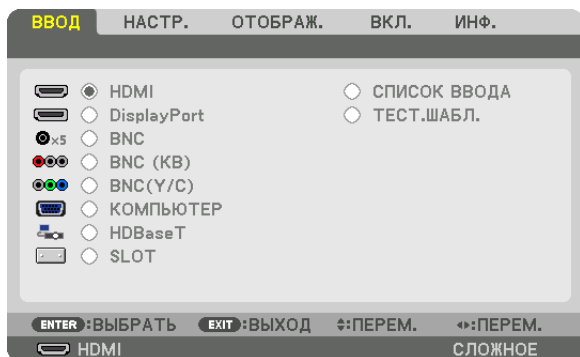 ВВОД НАСТР. ОТОБРАЖ. ВКЛ. ИНФ.
HDMI СПИСОК ВВОДА
DisplayPort ТЕСТ.ШАБЛ.
×5 BNC
BNC (КВ)
BNC(Y/C)
КОМПЬЮТЕР
HDBaseT
SLOT
ENTER :ВЫБРАТЬ EXIT :ВЫХОД :ПЕРЕМ. :ПЕРЕМ.
HDMI СЛОЖНОЕ